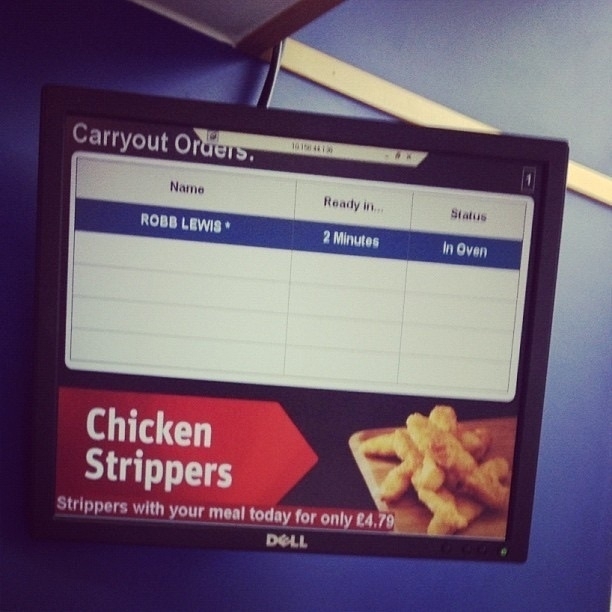 Carryout Orders.
1
Name Ready in... Status
ROBB LEWIS * 2 Minutes In Oven
Chicken
Strippers
Strippers with your meal today for only £4.79
DELL